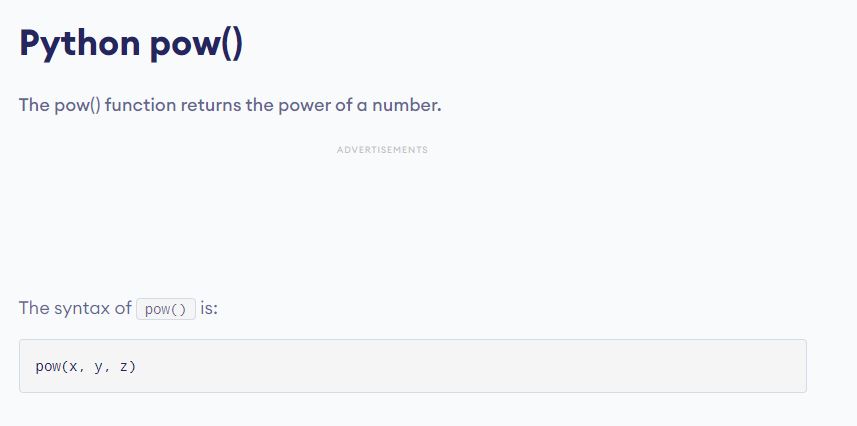 Python pow()
The pow() function returns the power of a number.
ADVERTISEMENTS
The syntax of pow() is:
pow(x, y, z)